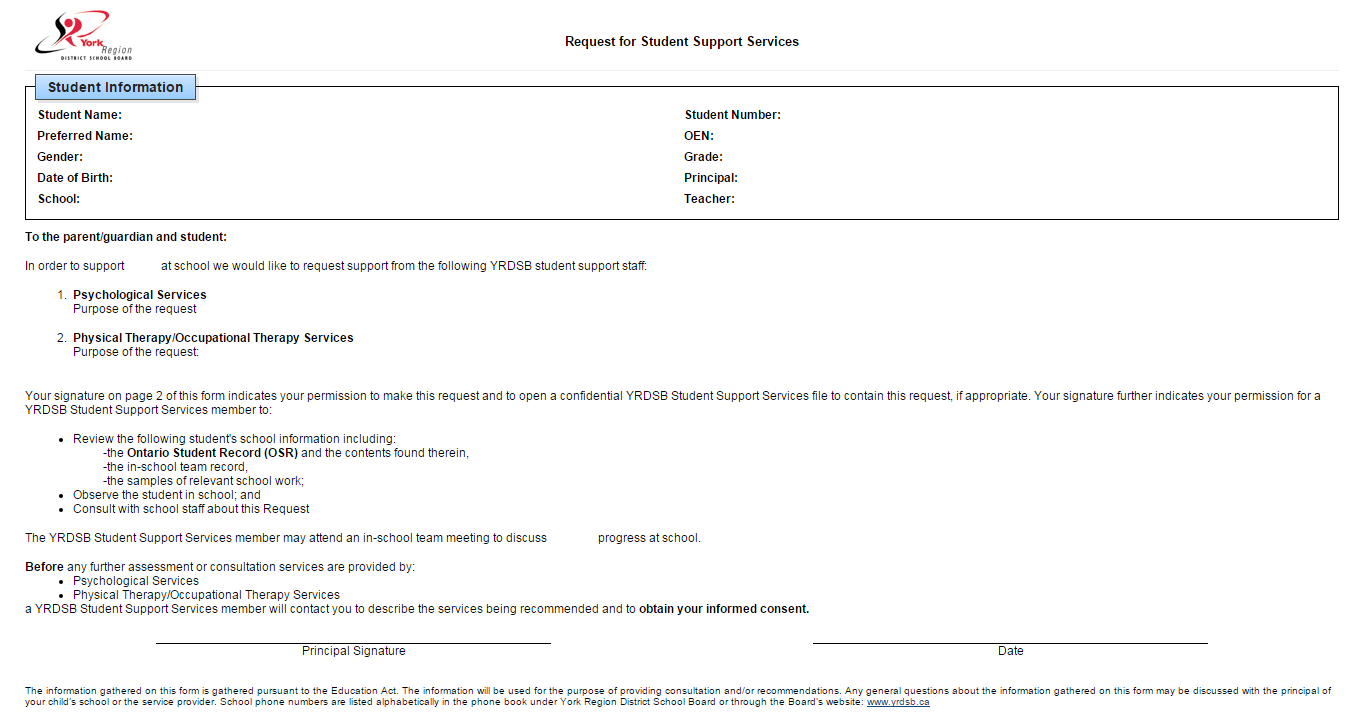 York
Region
DISTRICT SCHOOL BOARD
Request for Student Support Services
Student Information
Student Name:
Student Number:
Preferred Name:
OEN:
Gender:
Grade:
Date of Birth:
Principal:
School:
Teacher:
To the parent/guardian and student:
In order to support at school we would like to request support from the following YRDSB student support staff:
1. Psychological Services
Purpose of the request
2. Physical Therapy/Occupational Therapy Services
Purpose of the request:
Your signature on page 2 of this form indicates your permission to make this request and to open a confidential YRDSB Student Support Services file to contain this request, if appropriate. Your signature further indicates your permission for a
YRDSB Student Support Services member to:
• Review the following student's school information including:
-the Ontario Student Record (OSR) and the contents found therein,
-the in-school team record,
-the samples of relevant school work;
• Observe the student in school; and
• Consult with school staff about this Request
The YRDSB Student Support Services member may attend an in-school team meeting to discuss progress at school.
Before any further assessment or consultation services are provided by:
• Psychological Services
• Physical Therapy/Occupational Therapy Services
a YRDSB Student Support Services member will contact you to describe the services being recommended and to obtain your informed consent.
Principal Signature
Date
The information gathered on this form is gathered pursuant to the Education Act. The information will be used for the purpose of providing consultation and/or recommendations. Any general questions about the information gathered on this form may be discussed with the principal of
your child's school or the service provider. School phone numbers are listed alphabetically in the phone book under York Region District School Board or through the Board's website: www.yrdsb.ca